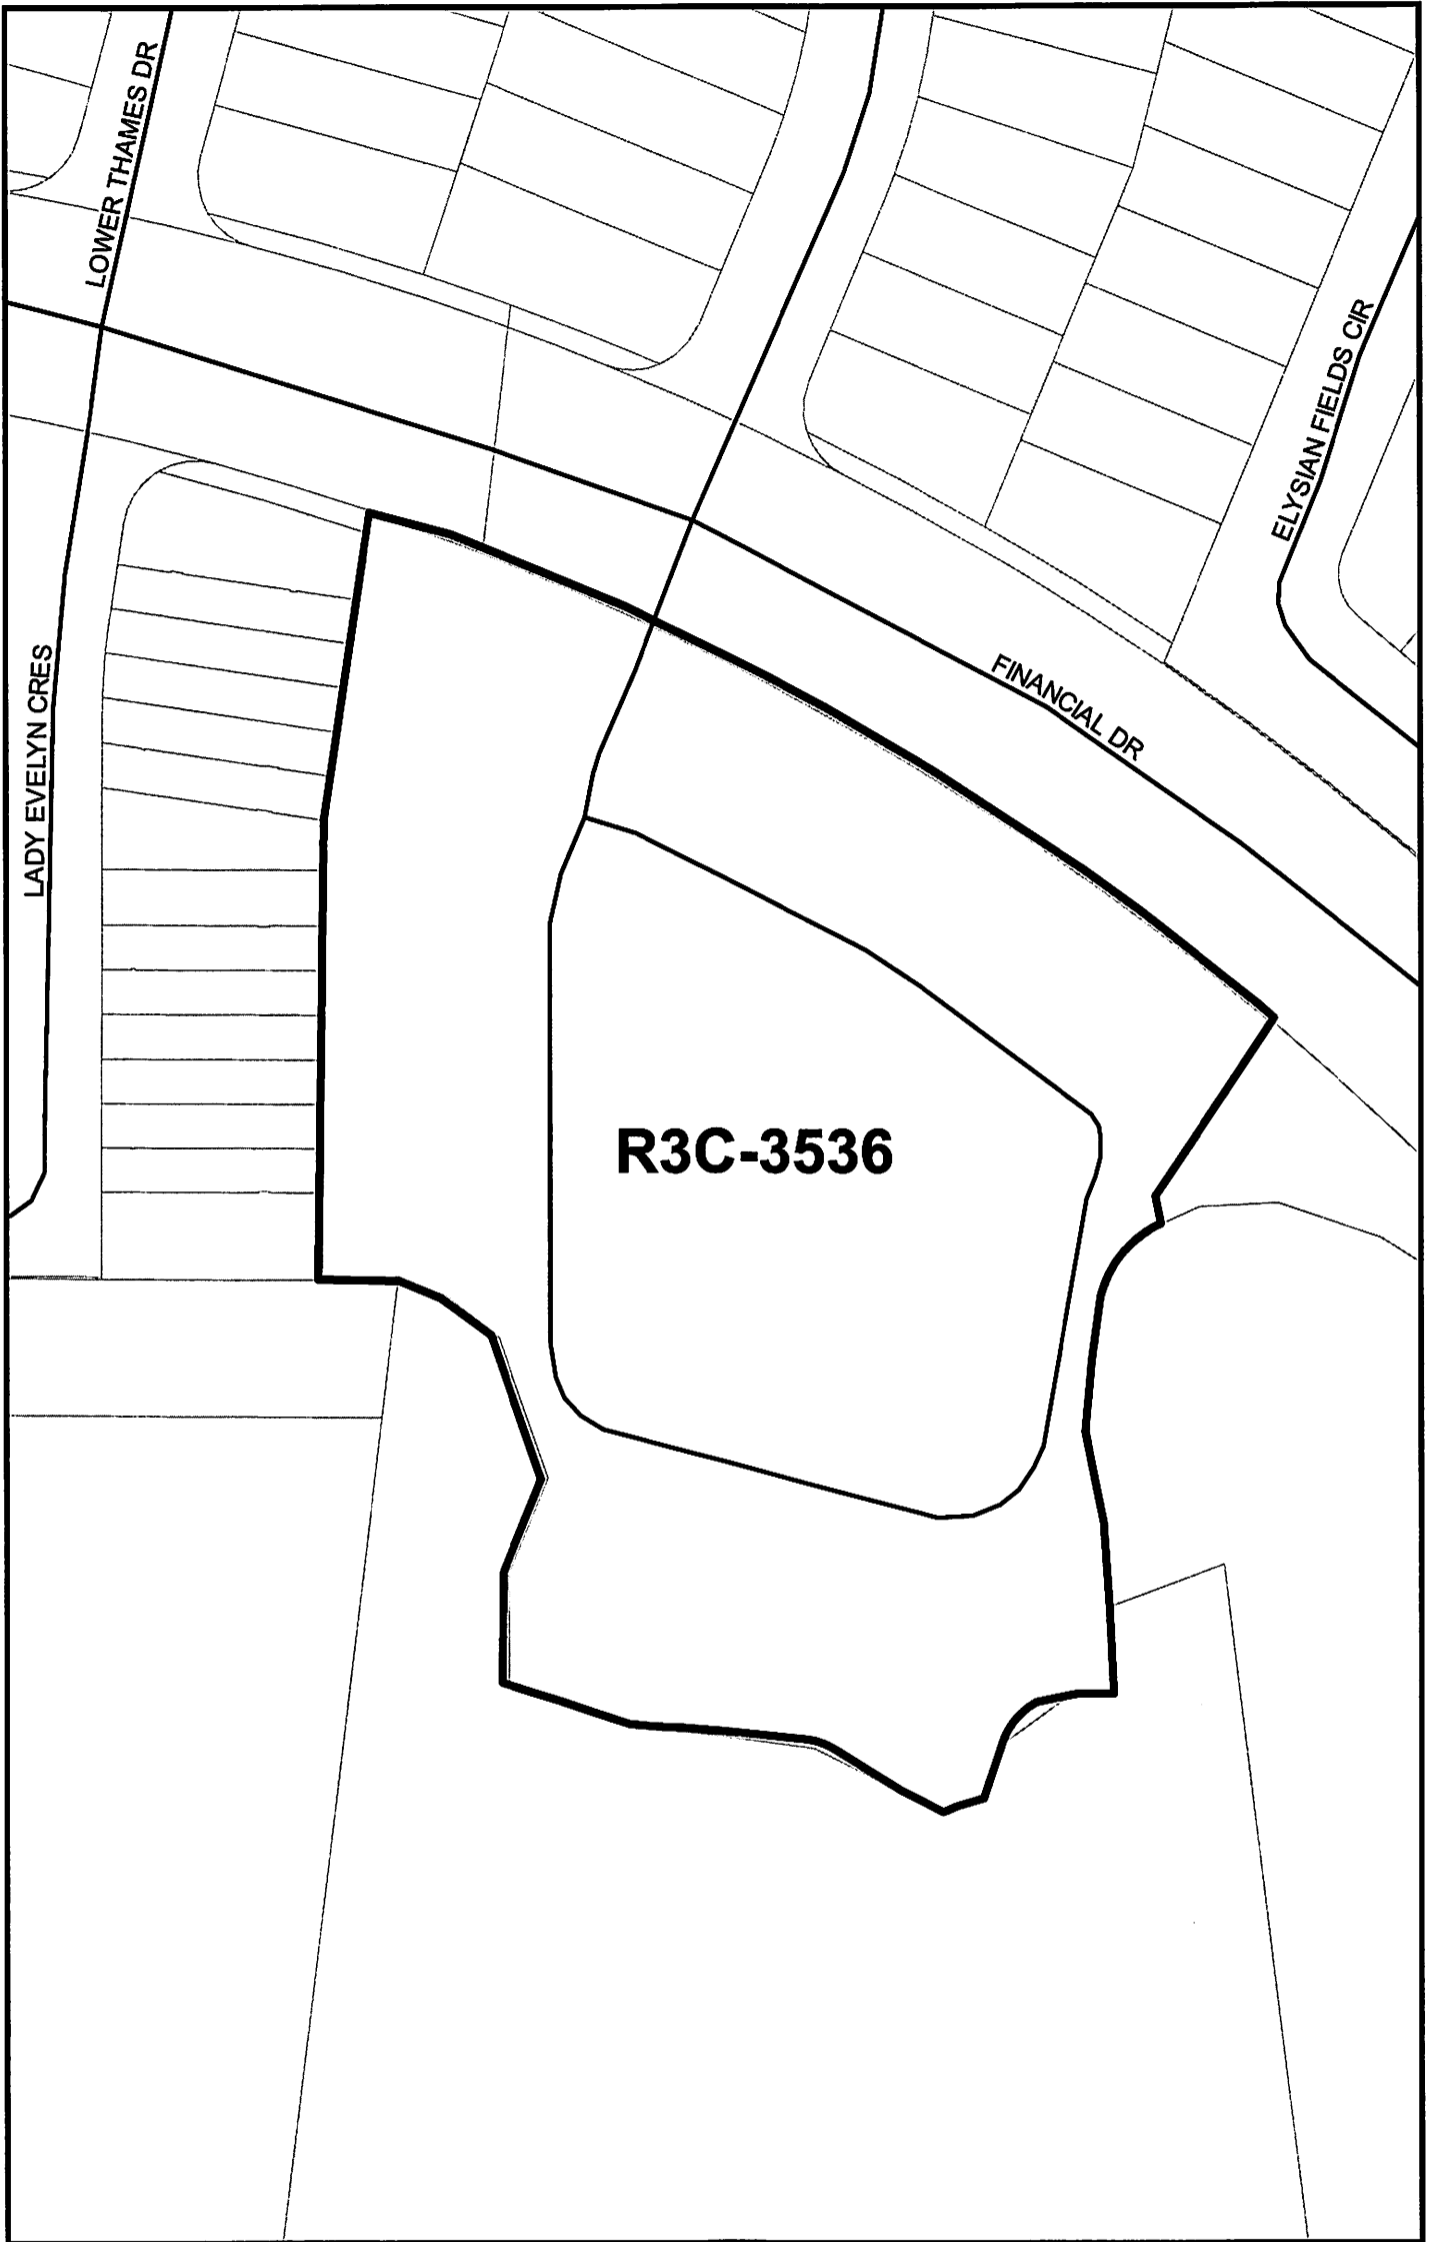 LOWER THAMES DR
ELYSIAN FIELDS CIR
FINANCIAL DR
LADY EVELYN CRES
R3C-3536